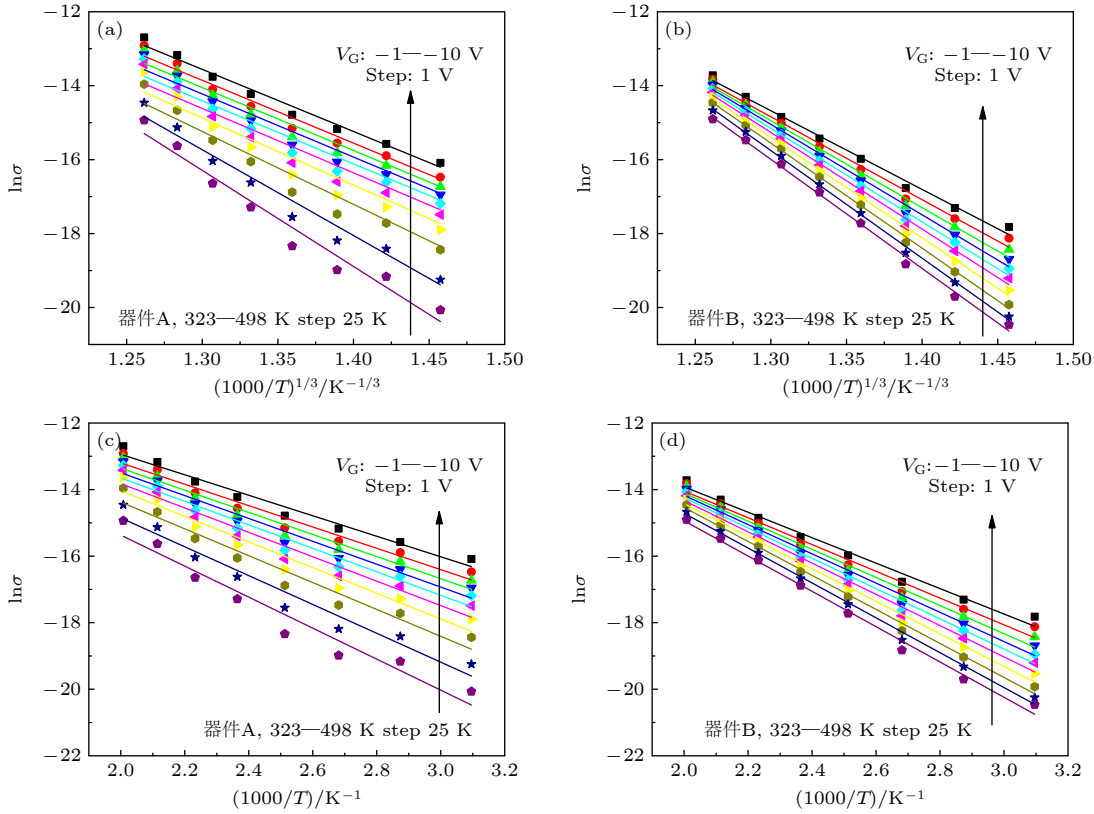 (a)
V_G: −1—−10 V
Step: 1 V
器件A, 323—498 K step 25 K
lnσ
−12
−14
−16
−18
−20
1.25 1.30 1.35 1.40 1.45 1.50
(1000/T)^{1/3}/K^{−1/3}
(b)
V_G: −1—−10 V
Step: 1 V
器件B, 323—498 K step 25 K
lnσ
−12
−14
−16
−18
−20
1.25 1.30 1.35 1.40 1.45 1.50
(1000/T)^{1/3}/K^{−1/3}
(c)
V_G: −1—−10 V
Step: 1 V
器件A, 323—498 K step 25 K
lnσ
−12
−14
−16
−18
−20
−22
2.0 2.2 2.4 2.6 2.8 3.0 3.2
(1000/T)/K^{−1}
(d)
V_G:−1—−10 V
Step: 1 V
器件B, 323—498 K step 25 K
lnσ
−12
−14
−16
−18
−20
−22
2.0 2.2 2.4 2.6 2.8 3.0 3.2
(1000/T)/K^{−1}